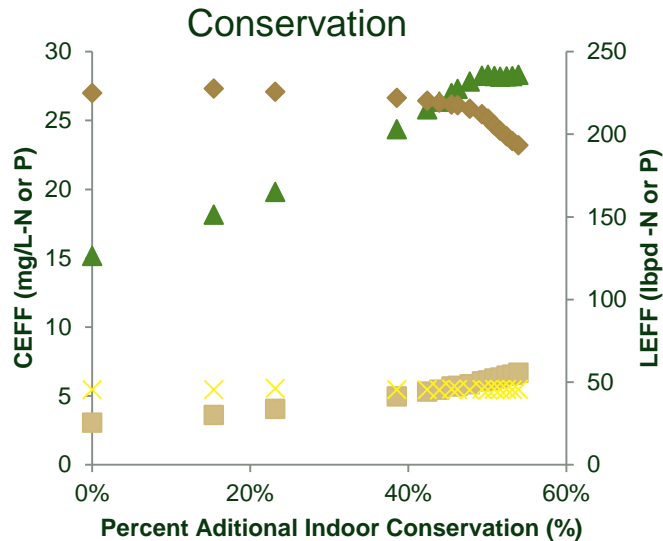 Conservation
30
25
20
15
10
5
0
CEFF (mg/L-N or P)
250
200
150
100
50
0
LEFF (lbpd -N or P)
0% 20% 40% 60%
Percent Aditional Indoor Conservation (%)